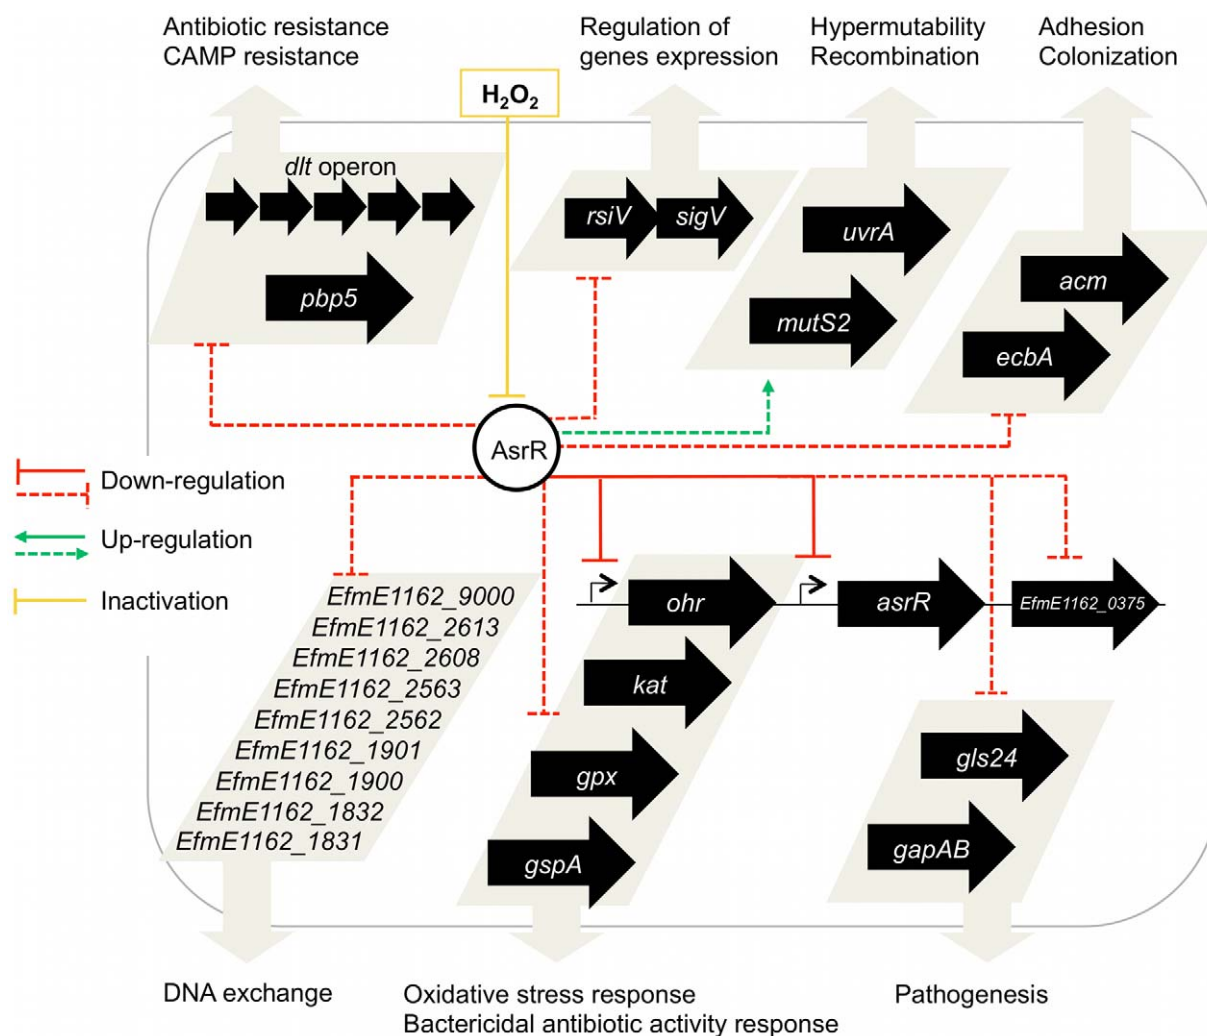 Antibiotic resistance
CAMP resistance
Regulation of
genes expression
Hypermutability
Recombination
Adhesion
Colonization
H₂O₂
dlt operon
pbp5
rsiV
sigV
uvrA
mutS2
acm
ecbA
AsrR
Down-regulation
Up-regulation
Inactivation
EfmE1162_9000
EfmE1162_2613
EfmE1162_2608
EfmE1162_2563
EfmE1162_2562
EfmE1162_1901
EfmE1162_1900
EfmE1162_1832
EfmE1162_1831
ohr
asrR
EfmE1162_0375
kat
gpx
gspA
gls24
gapAB
DNA exchange
Oxidative stress response
Bactericidal antibiotic activity response
Pathogenesis